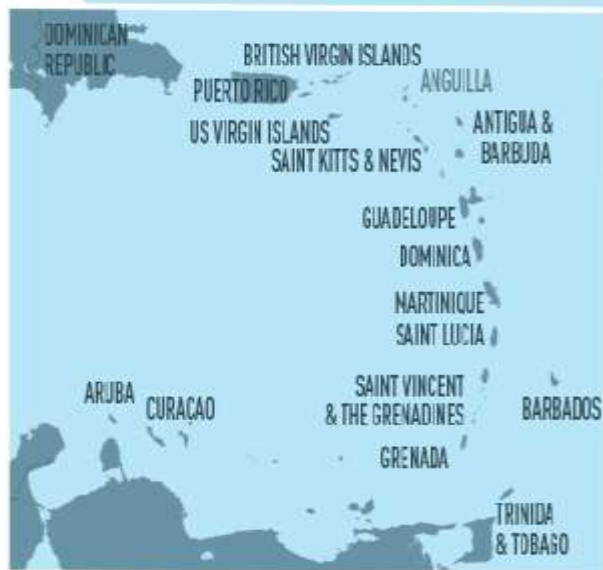 DOMINICAN
REPUBLIC
BRITISH VIRGIN ISLANDS
ANGUILLA
PUERTO RICO
US VIRGIN ISLANDS
ANTIGUA &
BARBUDA
SAINT KITTS & NEVIS
GUADELOUPE
DOMINICA
MARTINIQUE
SAINT LUCIA
SAINT VINCENT
& THE GRENADINES
BARBADOS
ARUBA
CURAÇAO
GRENADA
TRINIDA
& TOBAGO